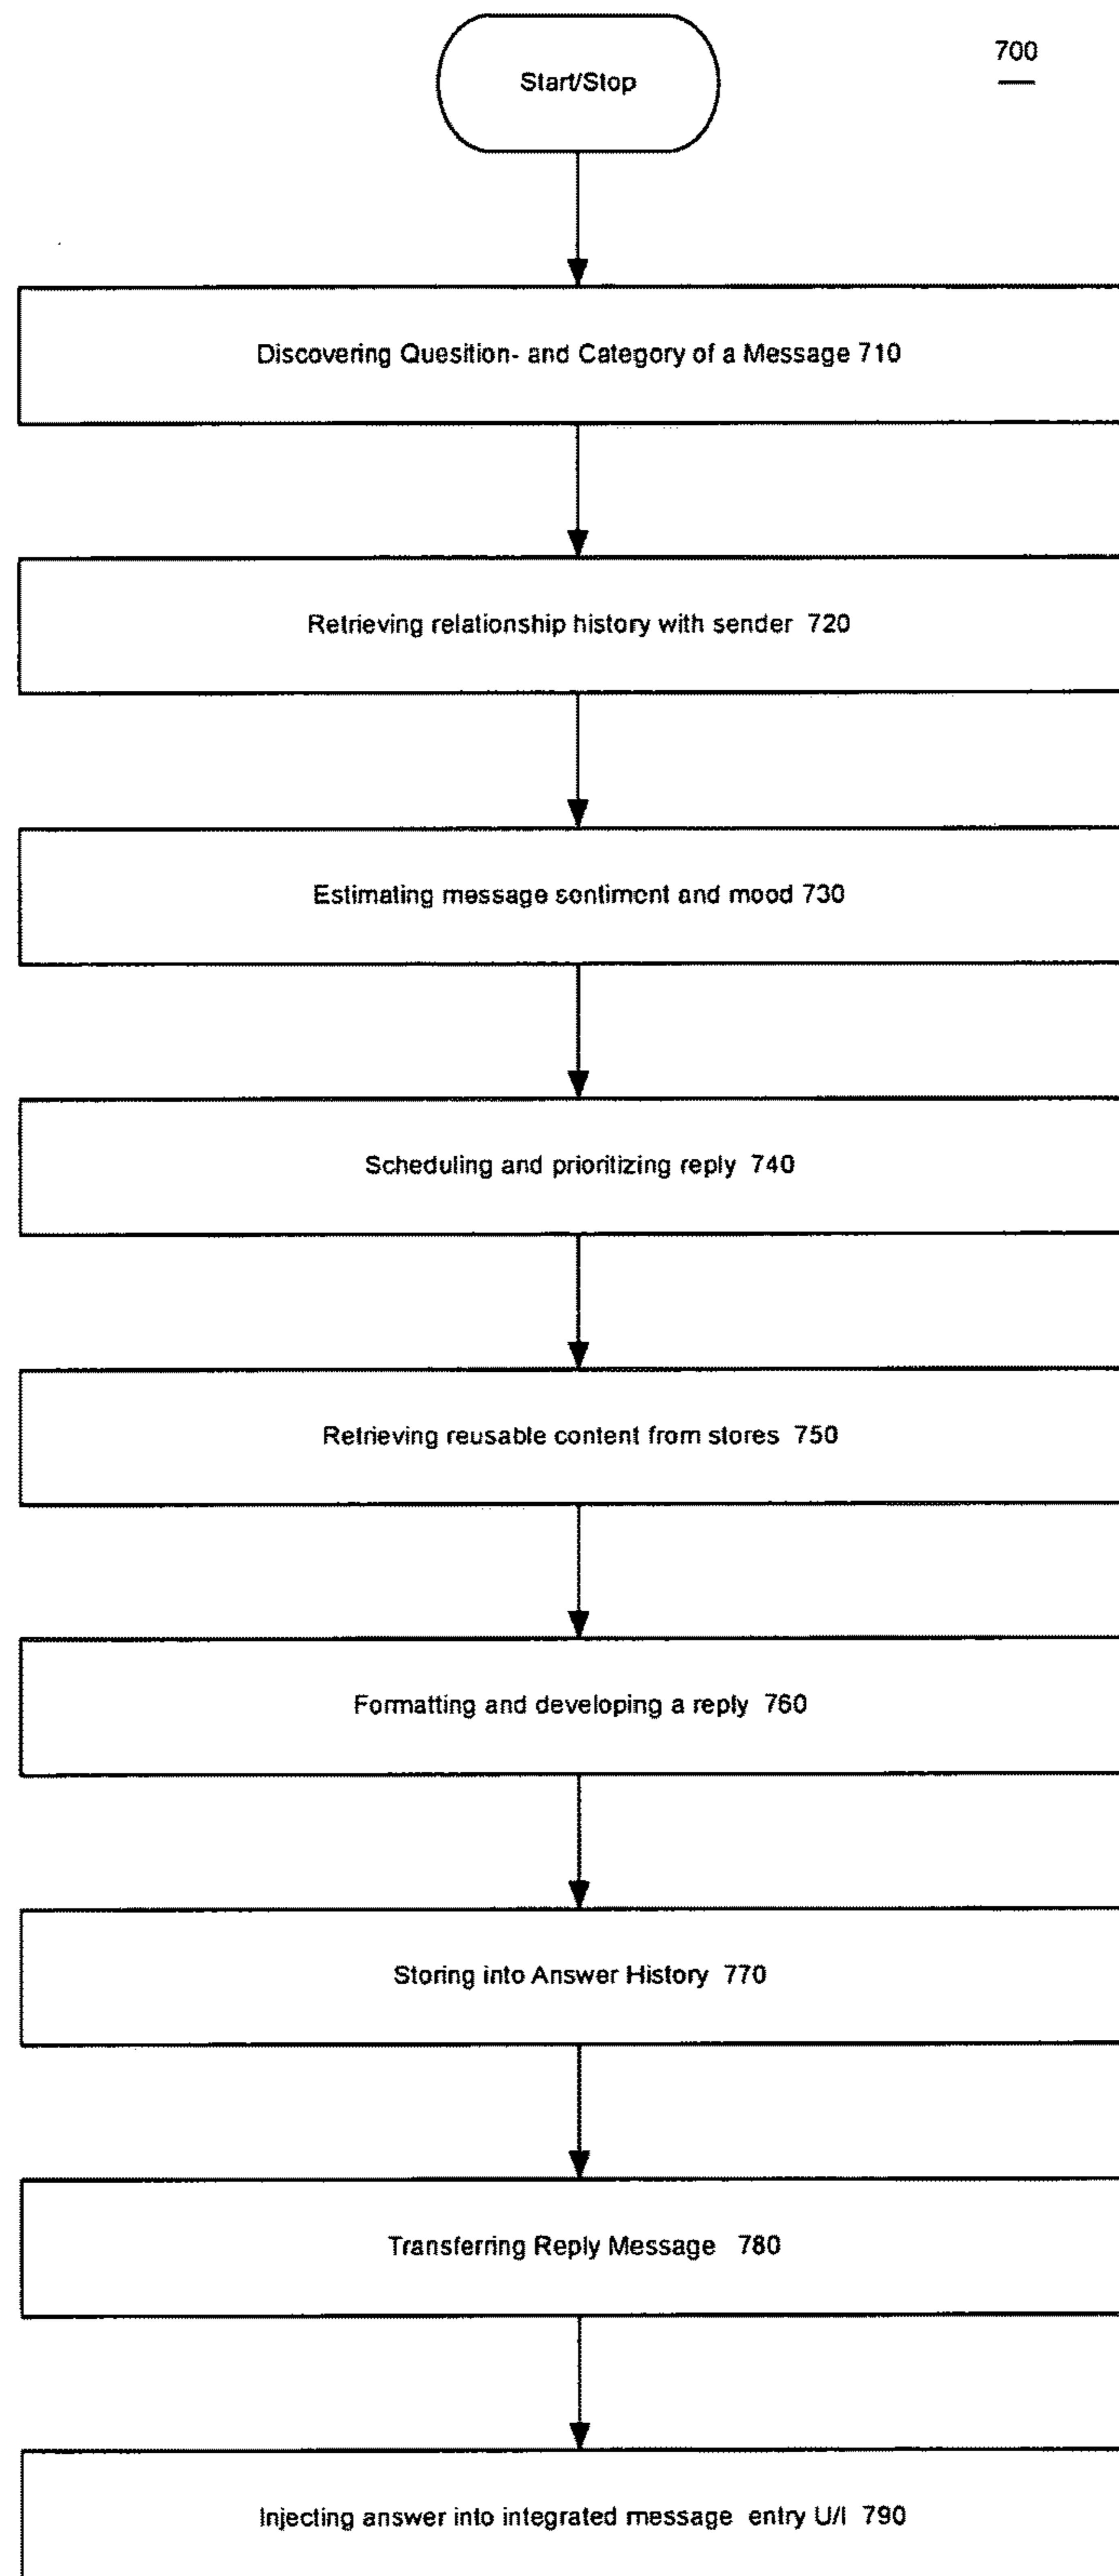 Start/Stop
700
Discovering Quesition- and Category of a Message 710
Retrieving relationship history with sender 720
Estimating message sentiment and mood 730
Scheduling and prioritizing reply 740
Retrieving reusable content from stores 750
Formatting and developing a reply 760
Storing into Answer History 770
Transferring Reply Message 780
Injecting answer into integrated message entry U/I 790